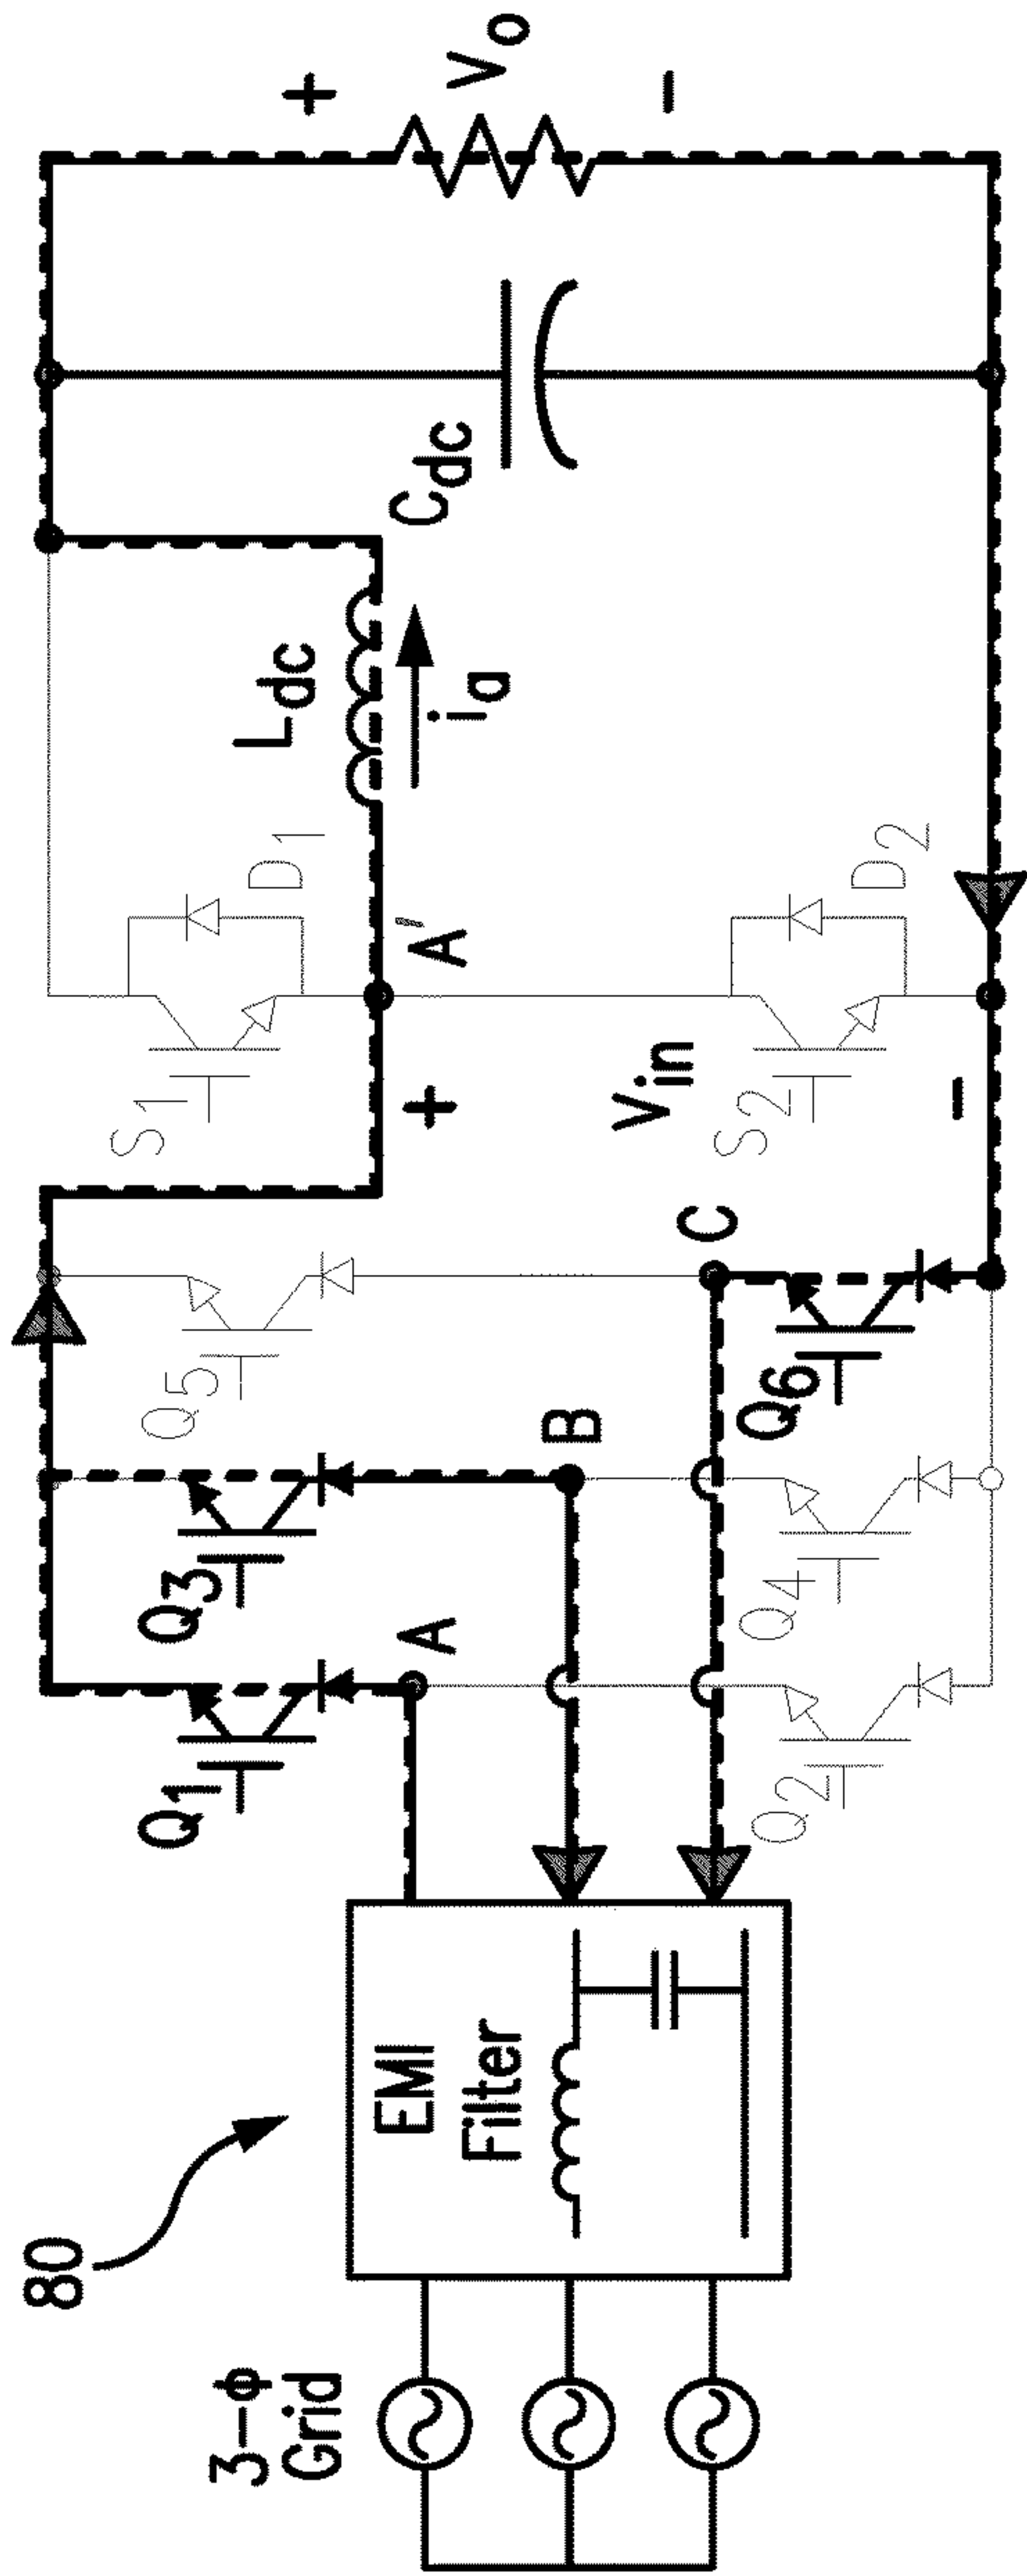 80
3-ϕ
Grid
EMI
Filter
Q1
Q3
Q5
A
B
C
Q2
Q4
Q6
S1
D1
+
A'
Vin
-
S2
D2
Ldc
ia
Cdc
+
Vo
-